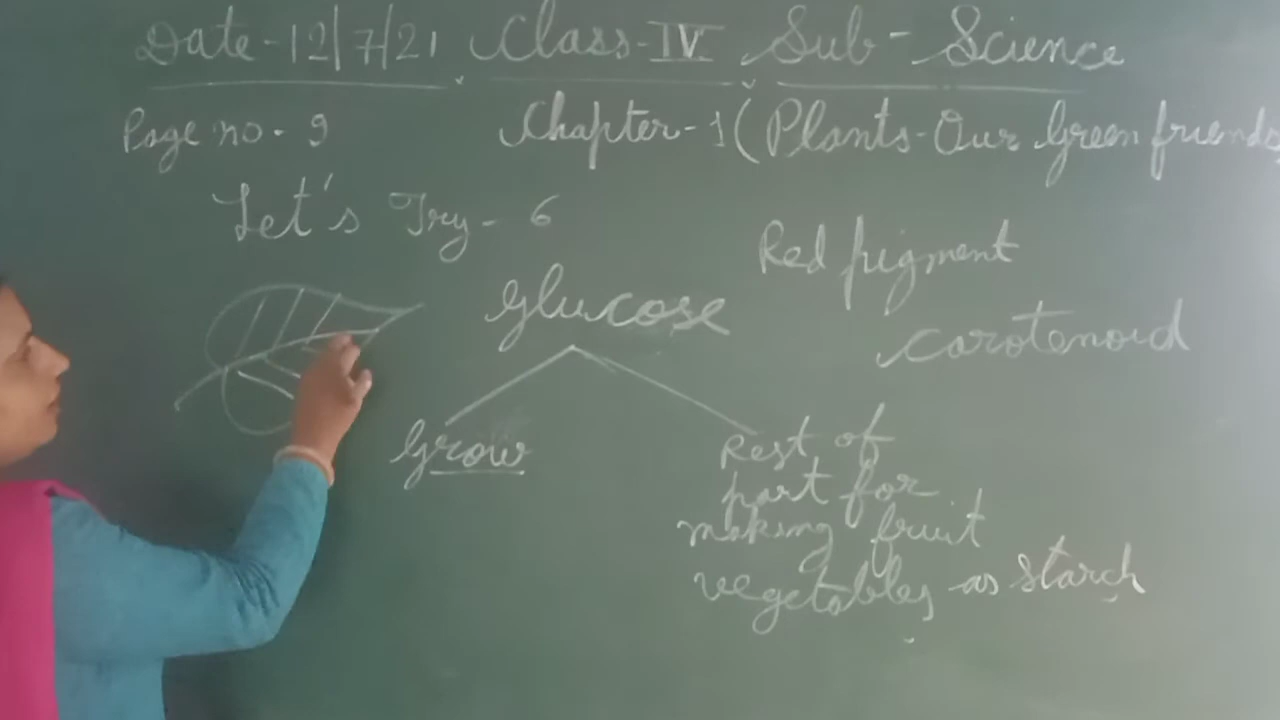 Date-12/7/21 Class-IV Sub-Science
Page no-9 Chapter-1(Plants-Our Green friends
Let's Try-6
Red pigment
Glucose
carotenoid
Grow
Rest of
part for
making fruit
vegetables as starch